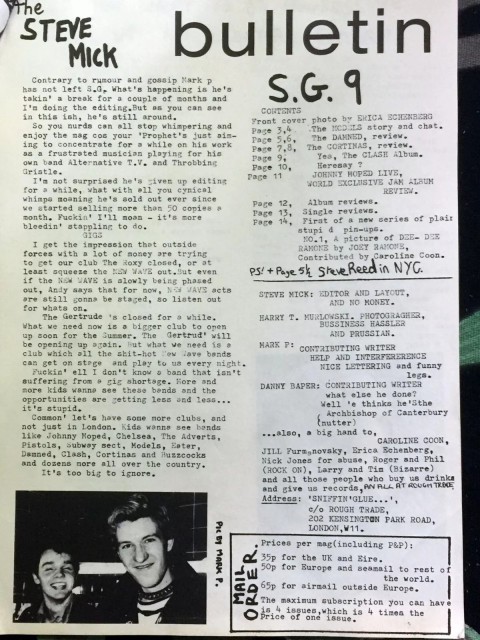 The
STEVE
MICK
bulletin
Contrary to rumour and gossip Mark p
has not left S.G. What's happening is he's
takin' a break for a couple of months and
I'm doing the editing.But as you can see
in this ish, he's still around.
So you nurds can all stop whimpering and
enjoy the mag cos your 'Prophet's just aim-
ing to concentrate for a while on his work
as a frustrated musician playing for his
own band Alternative T.V. and Throbbing
Gristle.
I'm not surprised he's given up editing
for a while, what with all you cynical
whimps moaning he's sold out ever since
we started selling more than 50 copies a
month. Fuckin' I'll moan - it's more
bleedin' stappling to do.
GIGS
I get the impression that outside
forces with a lot of money are trying
to get our club The Roxy closed, or at
least squeeze the NEW WAVE out.But even
if the NEW WAVE is slowly being phased
out, Andy says that for now, NEW WAVE acts
are still gonna be staged, so listen out
for whats on.
The Gertrude 's closed for a while.
What we need now is a bigger club to open
up soon for the Summer. The Gertrud' will
be opening up again. But what we need is a
club which all the shit-hot New Wave bands
can get on stage and play to us every night.
Fuckin' ell I don't know a band that isn't
suffering from a gig shortage. More and
more kids wanna see these bands and the
opportunities are getting less and less...
it's stupid.
Common' let's have some more clubs, and
not just in London. Kids wanne see bands
like Johnny Moped, Chelsea, The Adverts,
Pistols, Subway sect, Models, Eater,
Damned, Clash, Cortinas and Buzzcocks
and dozens more all over the country.
It's too big to ignore.
Pic by MARK P.
S.G. 9
CONTENTS
Front cover photo by ERICA ECHENBERG
Page 3,4. The MODELS story and chat.
Page 5,6, The DAMNED, review.
Page 7,8, The CORTINAS, review.
Page 9, Yes, The CLASH Album.
Page 10, Heresay ?
Page 11 JOHNNY MOPED LIVE,
WORLD EXCLUSIVE JAM ALBUM
REVIEW.
Page 12, Album reviews.
Page 13, Single reviews.
Page 14, First of a new series of plain
stupid pin-ups.
NO.1, A picture of DEE- DEE
RAMONE by JOEY RAMONE,
Contributed by Caroline Coon.
PS! + Page 5½ Steve Reed in NYC.
STEVE MICK: EDITOR AND LAYOUT,
AND NO MONEY.
HARRY T. MURLOWSKI. PHOTOGRAGHER,
BUSSINESS HASSLER
AND PRUSSIAN.
MARK P: CONTRIBUTING WRITER
HELP AND INTERFERERENCE
NICE LETTERING and funny
legs.
DANNY BAPER: CONTRIBUTING WRITER
what else he done?
Well 'e thinks he'Sthe
Archbishop of Canterbury
(nutter)
...also, a big hand to,
CAROLINE COON,
JILL Furmanovsky, Erica Echenberg,
Nick Jones for abuse, Roger and Phil
(ROCK ON), Larry and Tim (Bizarre)
and all those people who buy us drinks
and give us records, AN ALL AT ROUGH TRADE
Address: 'SNIFFIN'GLUE...',
c/o ROUGH TRADE,
202 KENSINGTON PARK ROAD,
LONDON,W11.
MAIL
ORDER.
Prices per mag(including P&P):
35p for the UK and Eire.
50p for Europe and seamail to rest of
the world.
65p for airmail outside Europe.
The maximum subscription you can have
is 4 issues,which is 4 times the
Price of one issue.